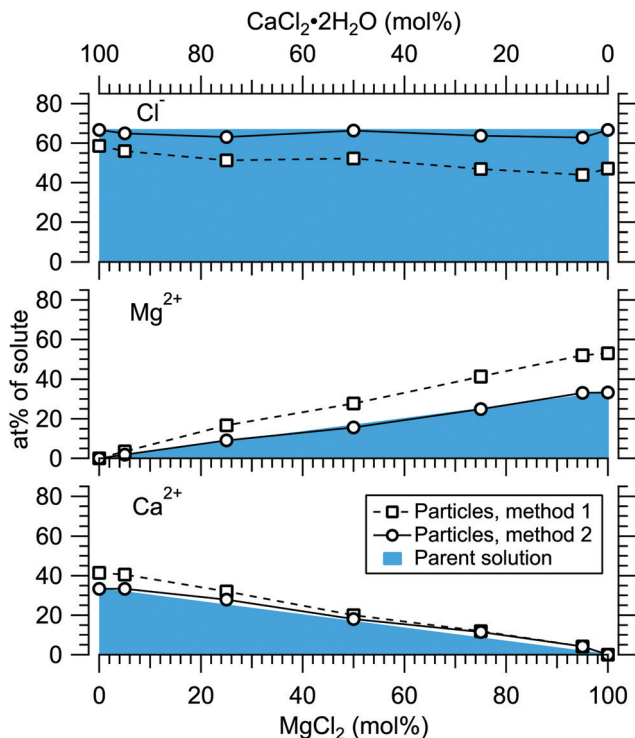 CaCl₂•2H₂O (mol%)
100 80 60 40 20 0
Cl⁻
80
60
40
20
0
Mg²⁺
80
60
40
20
0
at% of solute
Ca²⁺
80
60
40
20
0
Particles, method 1
Particles, method 2
Parent solution
0 20 40 60 80 100
MgCl₂ (mol%)